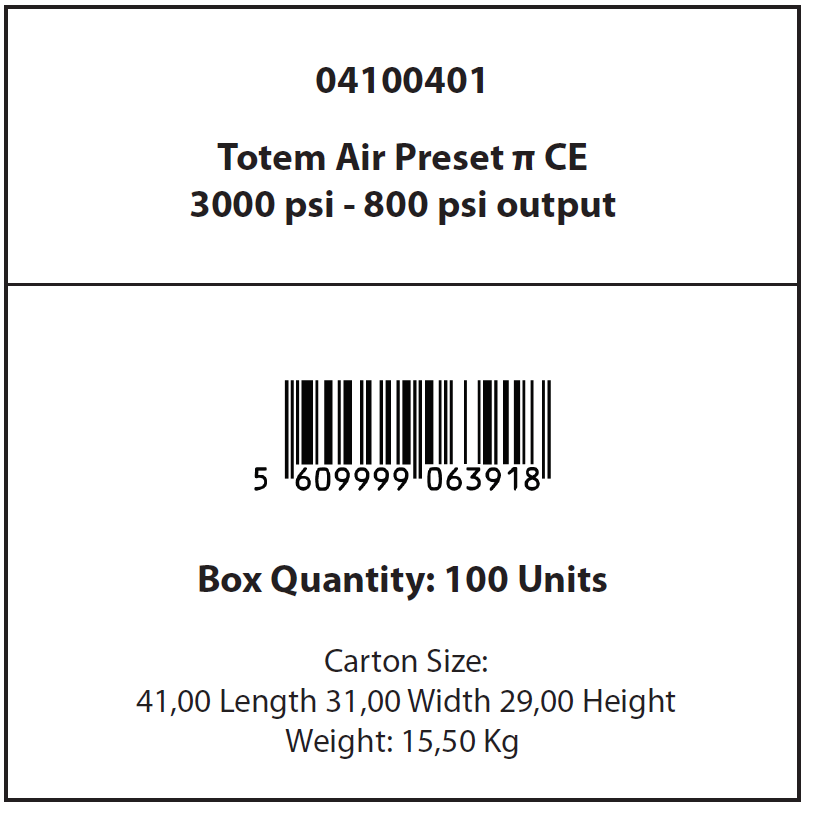 04100401
Totem Air Preset π CE
3000 psi - 800 psi output
5 609999 063918
Box Quantity: 100 Units
Carton Size:
41,00 Length 31,00 Width 29,00 Height
Weight: 15,50 Kg